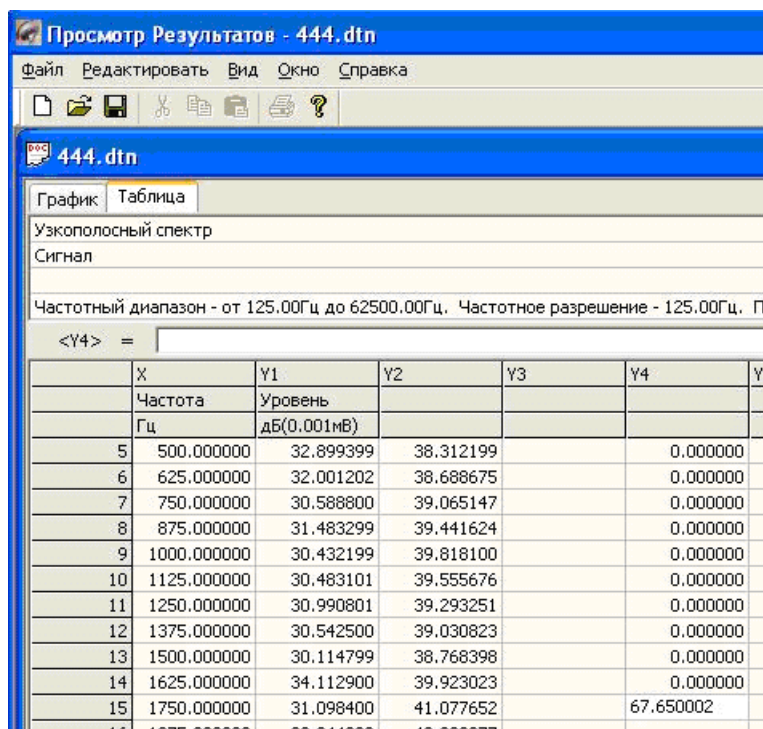 Просмотр Результатов - 444.dtn
Файл Редактировать Вид Окно Справка
444.dtn
График Таблица
Узкополосный спектр
Сигнал
Частотный диапазон - от 125.00Гц до 62500.00Гц. Частотное разрешение - 125.00Гц. П
<Y4> =
X Y1 Y2 Y3 Y4 Y
Частота Уровень
Гц дБ(0.001мВ)
5 500.000000 32.899399 38.312199 0.000000
6 625.000000 32.001202 38.688675 0.000000
7 750.000000 30.588800 39.065147 0.000000
8 875.000000 31.483299 39.441624 0.000000
9 1000.000000 30.432199 39.818100 0.000000
10 1125.000000 30.483101 39.555676 0.000000
11 1250.000000 30.990801 39.293251 0.000000
12 1375.000000 30.542500 39.030823 0.000000
13 1500.000000 30.114799 38.768398 0.000000
14 1625.000000 34.112900 39.923023 0.000000
15 1750.000000 31.098400 41.077652 67.650002